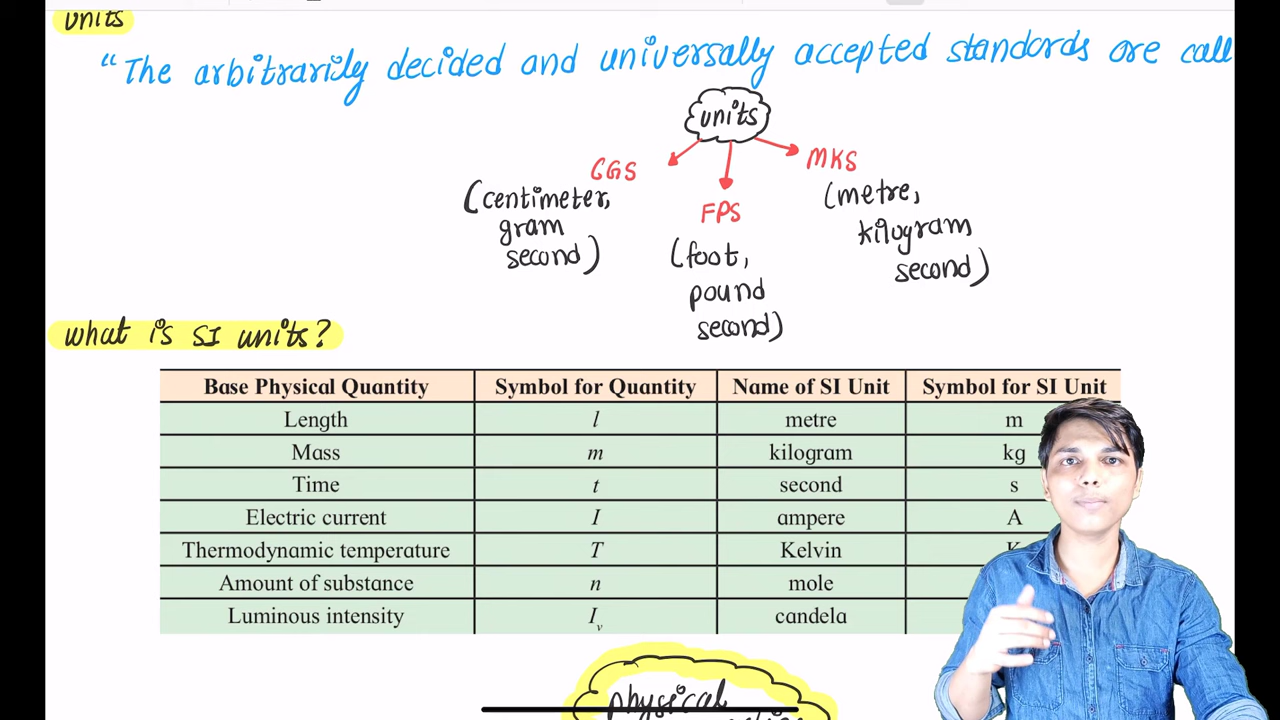 units
"The arbitrarily decided and universally accepted standords ore call
units
CGS
(centimeter,
gram
second)
FPS
(foot,
pound
second)
MKS
(metre,
kilogram
second)
what is SI units?
Base Physical Quantity Symbol for Quantity Name of SI Unit Symbol for SI Unit
Length l metre m
Mass m kilogram kg
Time t second s
Electric current I ampere A
Thermodynamic temperature T Kelvin K
Amount of substance n mole
Luminous intensity Iv candela
physical